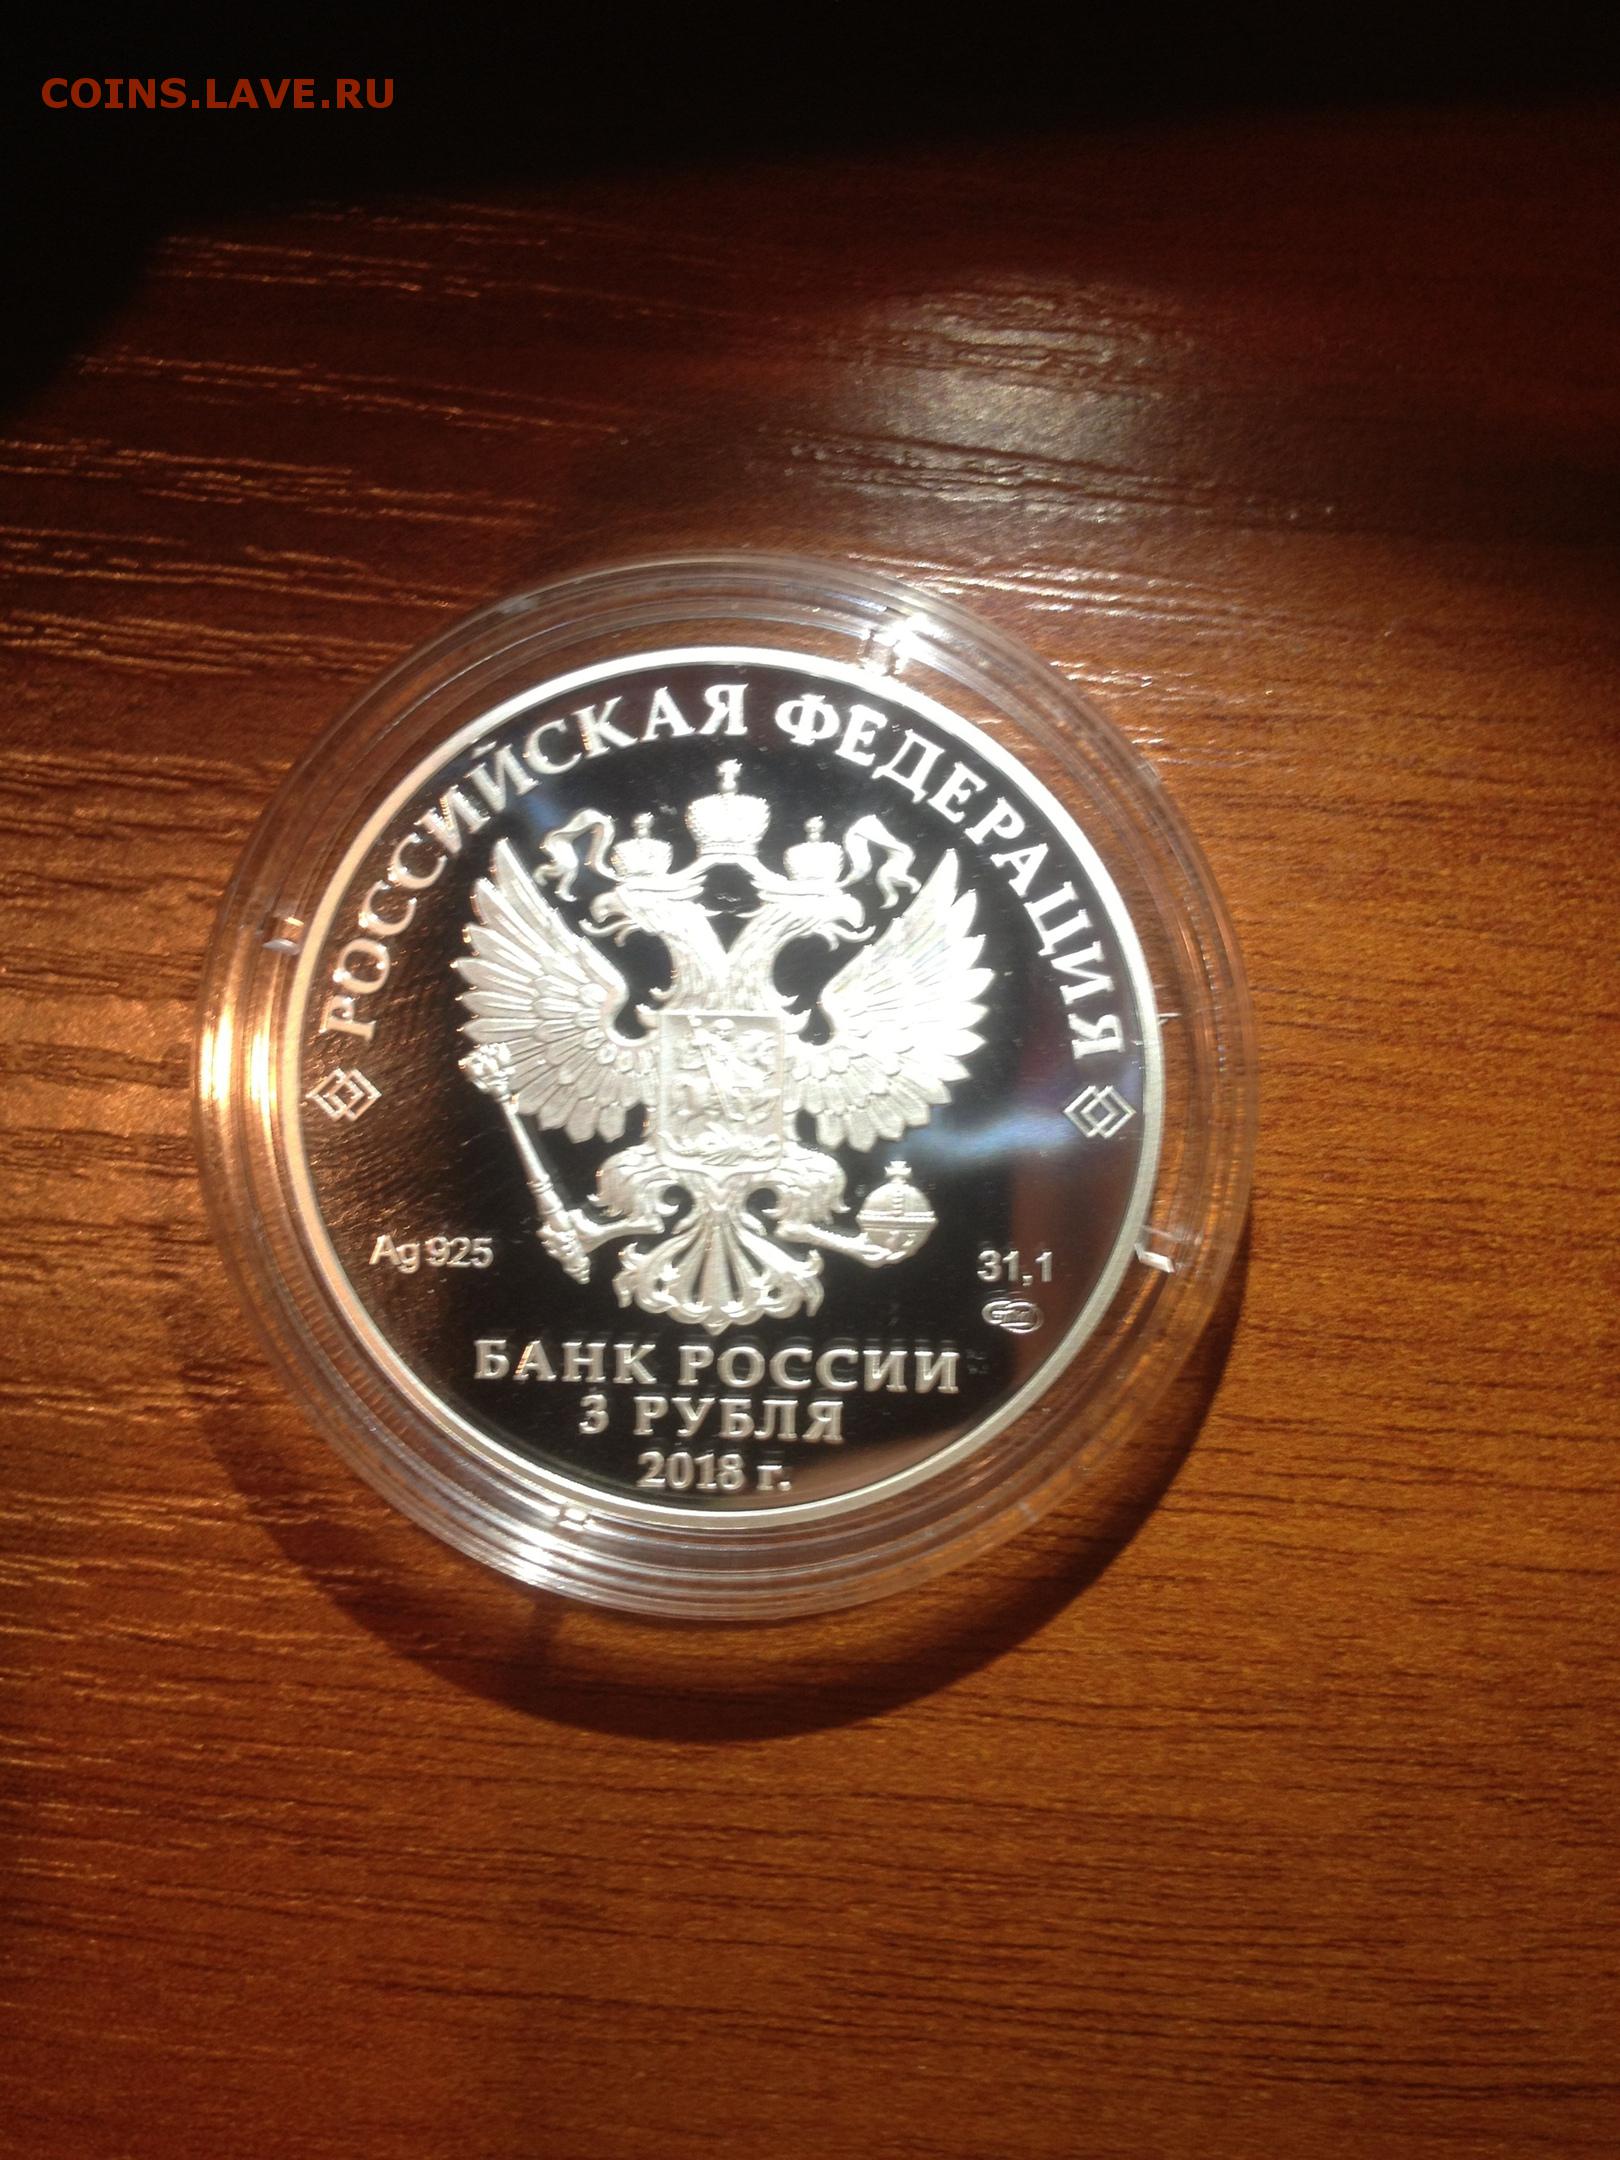 COINS.LAVE.RU
РОССИЙСКАЯ ФЕДЕРАЦИЯ
Ag 925
31,1
БАНК РОССИИ
3 РУБЛЯ
2018 г.